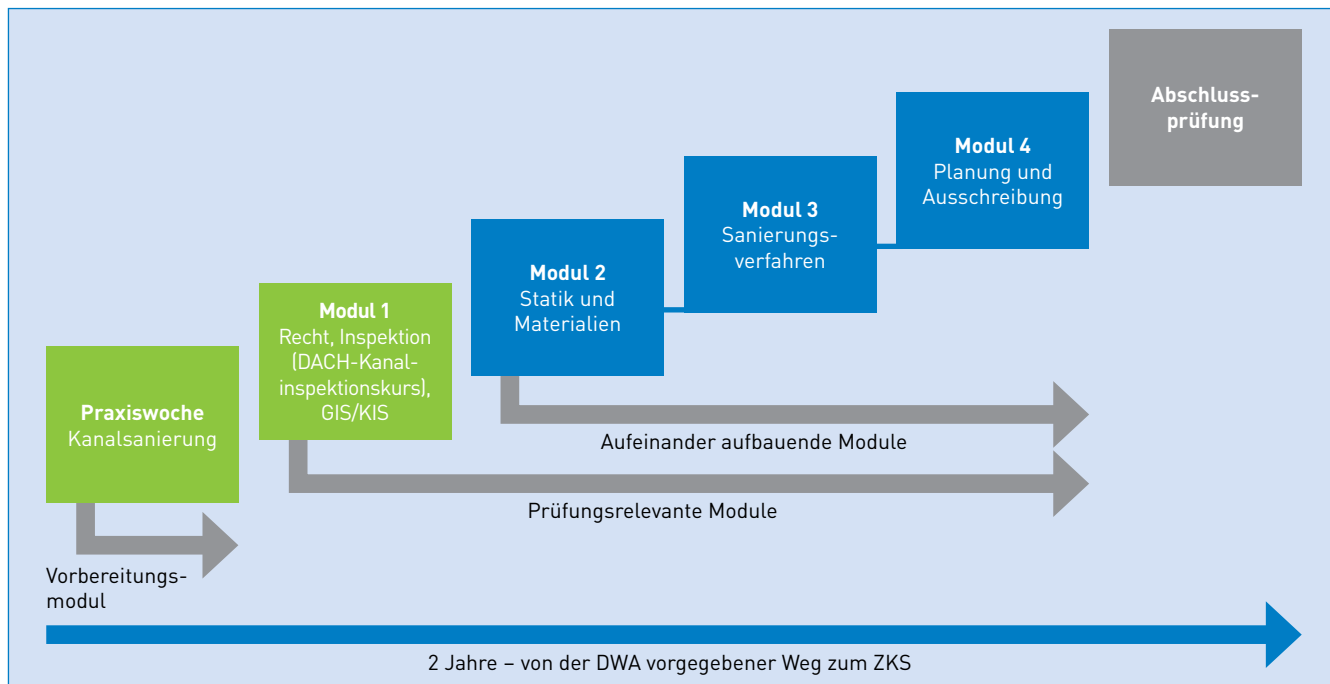 Praxiswoche
Kanalsanierung
Vorbereitungs-
modul
Modul 1
Recht, Inspektion
(DACH-Kanal-
inspektionskurs),
GIS/KIS
Modul 2
Statik und
Materialien
Modul 3
Sanierungs-
verfahren
Modul 4
Planung und
Ausschreibung
Abschluss-
prüfung
Aufeinander aufbauende Module
Prüfungsrelevante Module
2 Jahre – von der DWA vorgegebener Weg zum ZKS